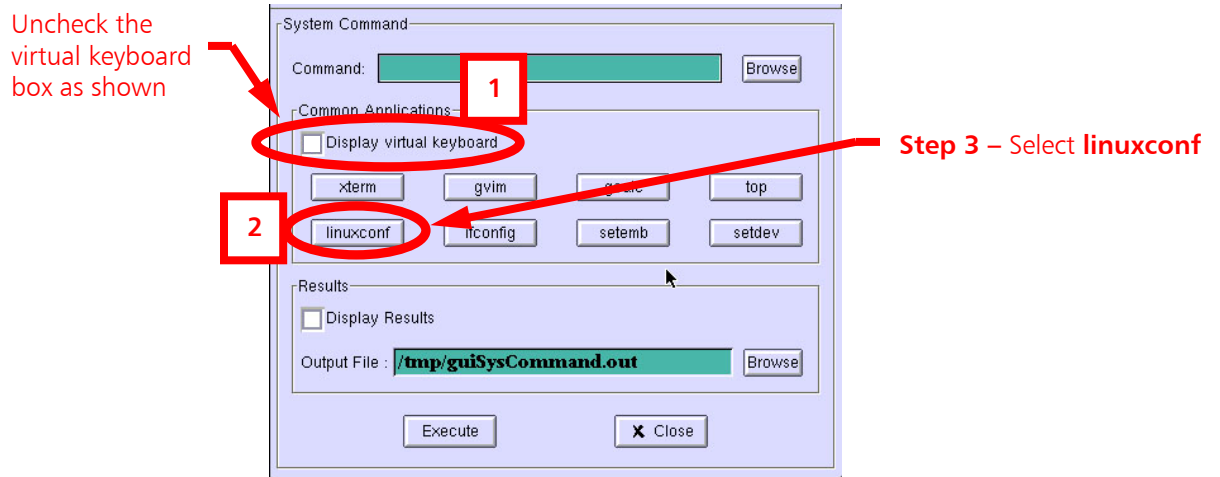 Uncheck the
virtual keyboard
box as shown
System Command
Command:
Browse
1
Common Applications
Display virtual keyboard
Step 3 – Select linuxconf
xterm
gvim
top
2
linuxconf
ifconfig
setemb
setdev
Results
Display Results
Output File :
/tmp/guiSysCommand.out
Browse
Execute
X Close